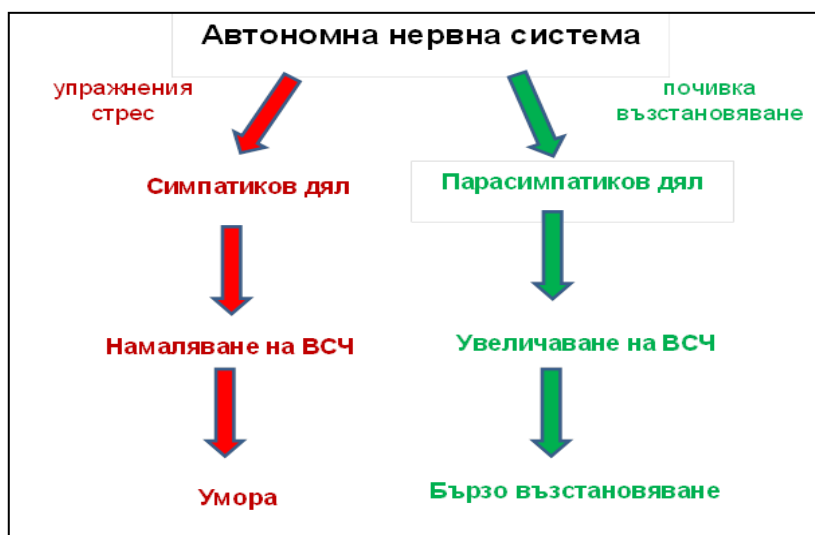 Автономна нервна система
упражнения
стрес
почивка
възстановяване
Симпатиков дял
Парасимпатиков дял
Намаляване на ВСЧ
Увеличаване на ВСЧ
Умора
Бързо възстановяване